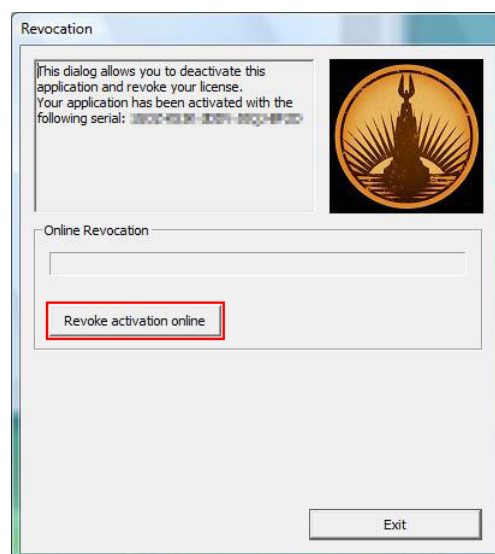 Revocation
This dialog allows you to deactivate this
application and revoke your license.
Your application has been activated with the
following serial:
Online Revocation
Revoke activation online
Exit